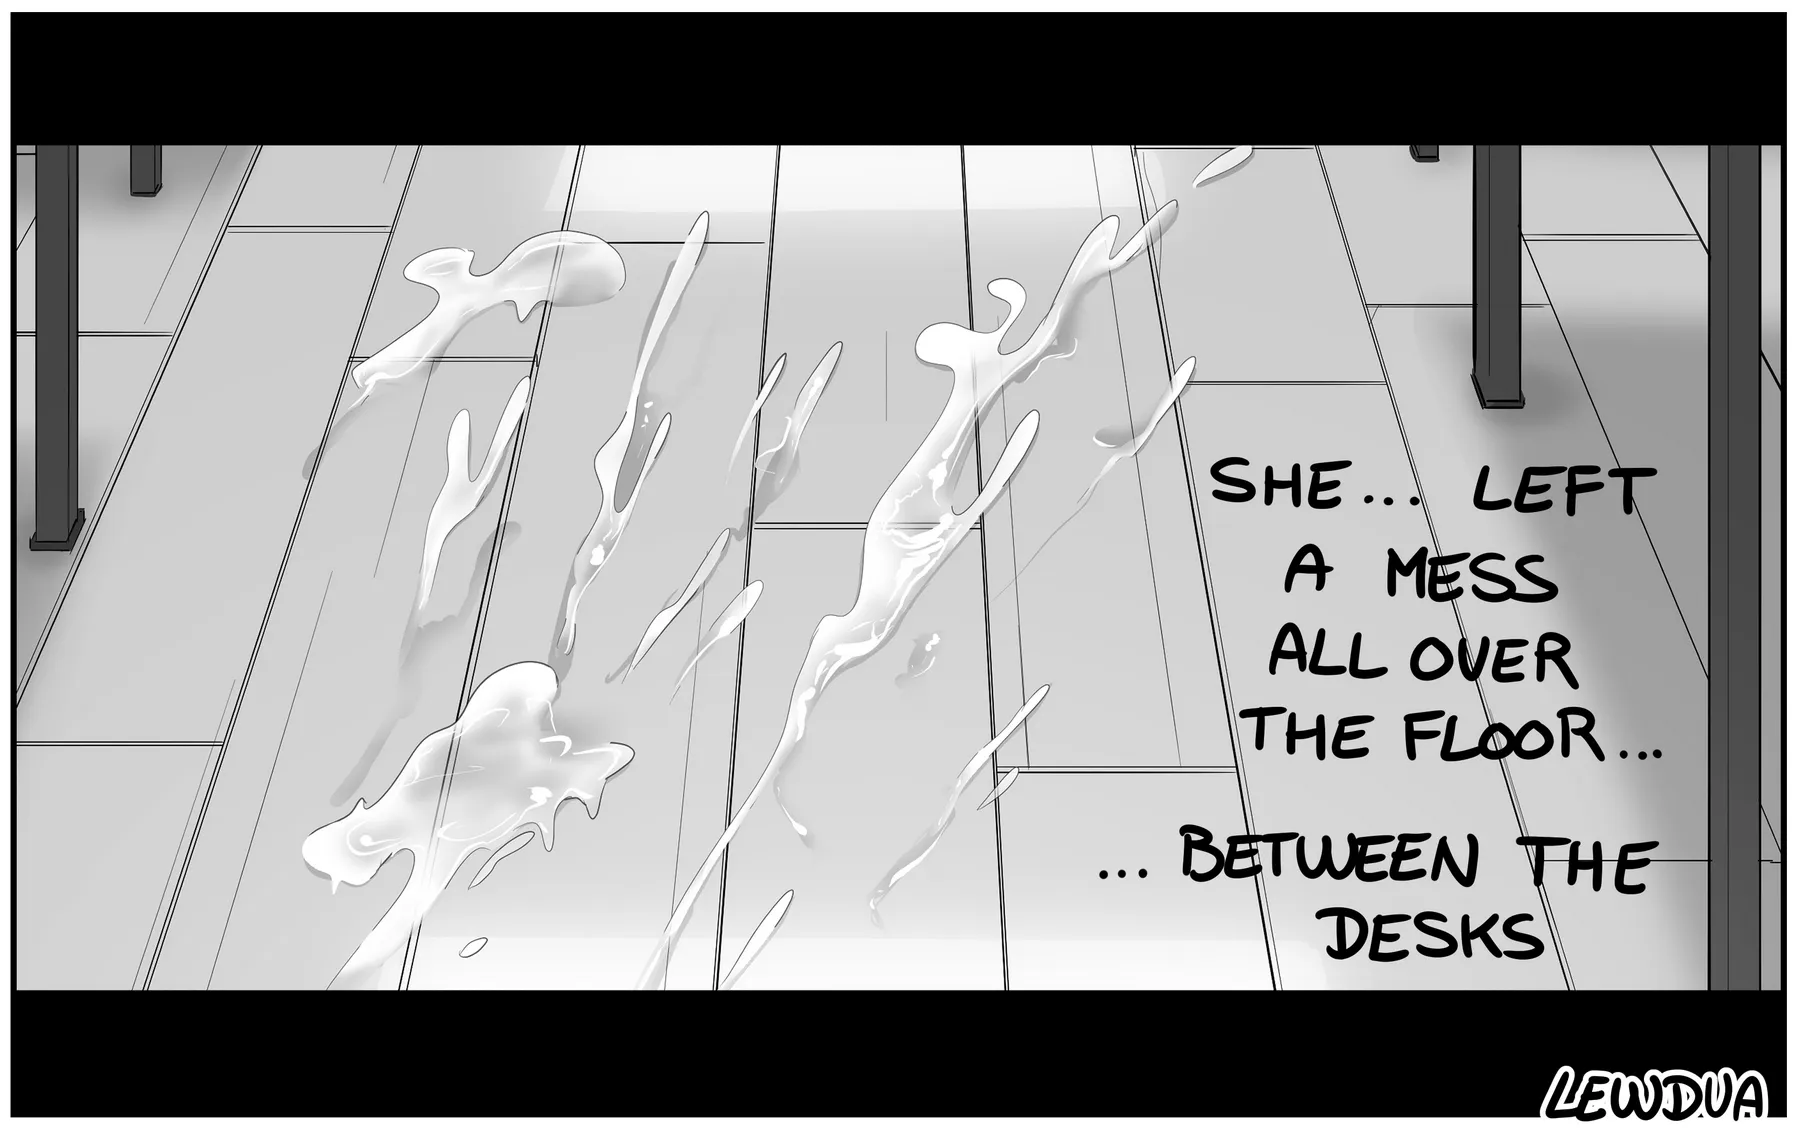 SHE... LEFT
A MESS
ALL OVER
THE FLOOR...
...BETWEEN THE
DESKS
LEWDUA